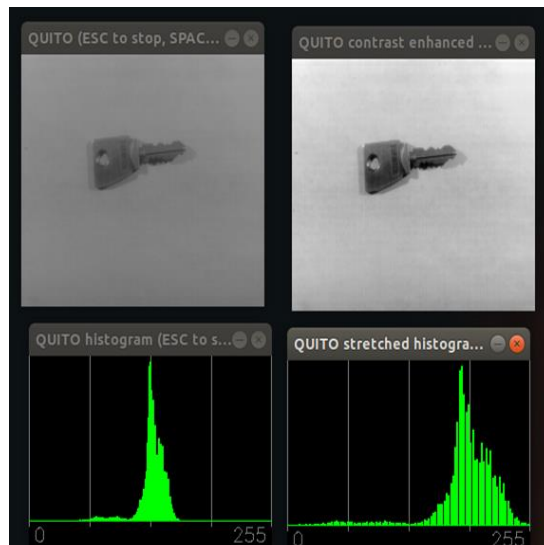 QUITO (ESC to stop, SPAC...
QUITO contrast enhanced ...
QUITO histogram (ESC to s...
QUITO stretched histogra...
0
255
0
255